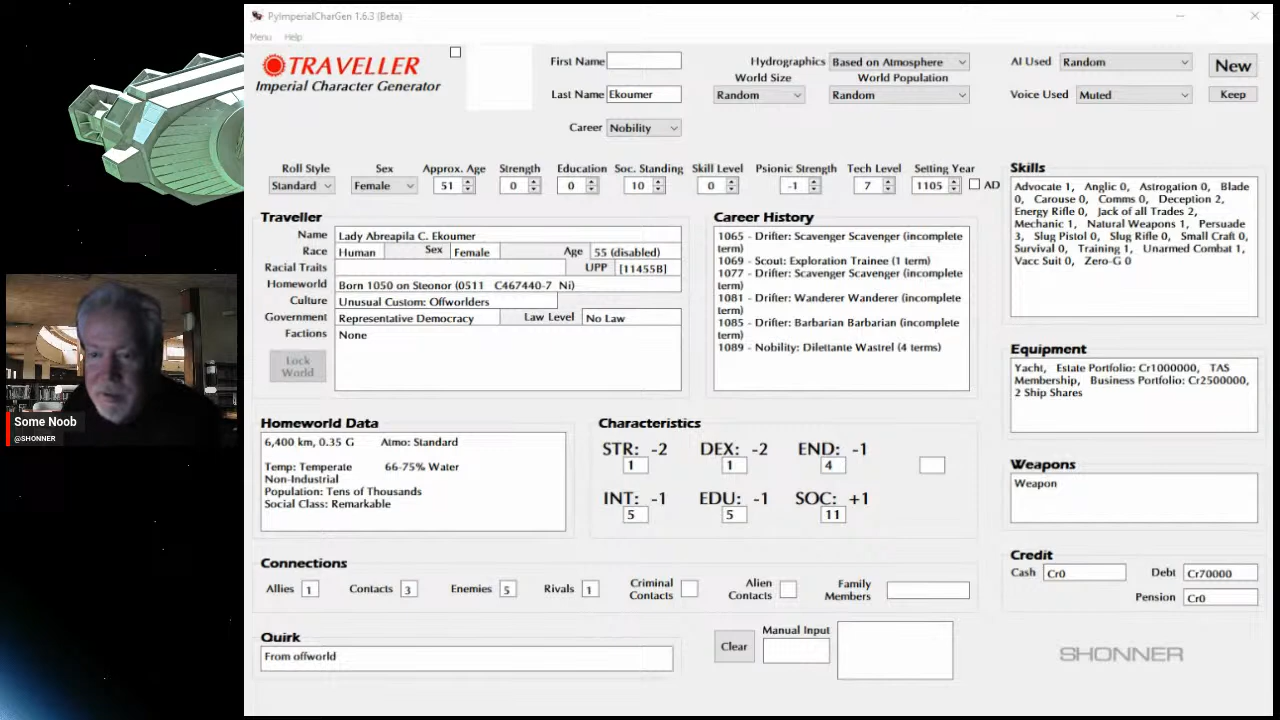 PyImperialCharGen 1.6.3 (Beta)
Menu Help
TRAVELLER
Imperial Character Generator
First Name
Last Name Ekoumer
Career Nobility
Hydrographics Based on Atmosphere
World Size World Population
Random Random
AI Used Random New
Voice Used Muted Keep
Roll Style Sex Approx. Age Strength Education Soc. Standing Skill Level Psionic Strength Tech Level Setting Year
Standard Female 51 0 0 10 0 -1 7 1105 AD
Traveller
Name Lady Abreapila C. Ekoumer
Race Human Sex Female Age 55 (disabled)
Racial Traits UPP [11455B]
Homeworld Born 1050 on Steonor (0511 C467440-7 Ni)
Culture Unusual Custom: Offworlders
Government Representative Democracy Law Level No Law
Factions None
Lock
World
Career History
1065 - Drifter: Scavenger Scavenger (incomplete
term)
1069 - Scout: Exploration Trainee (1 term)
1077 - Drifter: Scavenger Scavenger (incomplete
term)
1081 - Drifter: Wanderer Wanderer (incomplete
term)
1085 - Drifter: Barbarian Barbarian (incomplete
term)
1089 - Nobility: Dilettante Wastrel (4 terms)
Skills
Advocate 1, Anglic 0, Astrogation 0, Blade
0, Carouse 0, Comms 0, Deception 2,
Energy Rifle 0, Jack of all Trades 2,
Mechanic 1, Natural Weapons 1, Persuade
3, Slug Pistol 0, Slug Rifle 0, Small Craft 0,
Survival 0, Training 1, Unarmed Combat 1,
Vacc Suit 0, Zero-G 0
Equipment
Yacht, Estate Portfolio: Cr1000000, TAS
Membership, Business Portfolio: Cr2500000,
2 Ship Shares
Some Noob
@SHONNER
Homeworld Data
6,400 km, 0.35 G Atmo: Standard
Temp: Temperate 66-75% Water
Non-Industrial
Population: Tens of Thousands
Social Class: Remarkable
Characteristics
STR: -2 DEX: -2 END: -1
1 1 4
INT: -1 EDU: -1 SOC: +1
5 5 11
Weapons
Weapon
Credit
Cash Cr0 Debt Cr70000
Pension Cr0
Connections
Allies 1 Contacts 3 Enemies 5 Rivals 1 Criminal Contacts Alien Contacts Family Members
Quirk
From offworld
Clear Manual Input
SHONNER